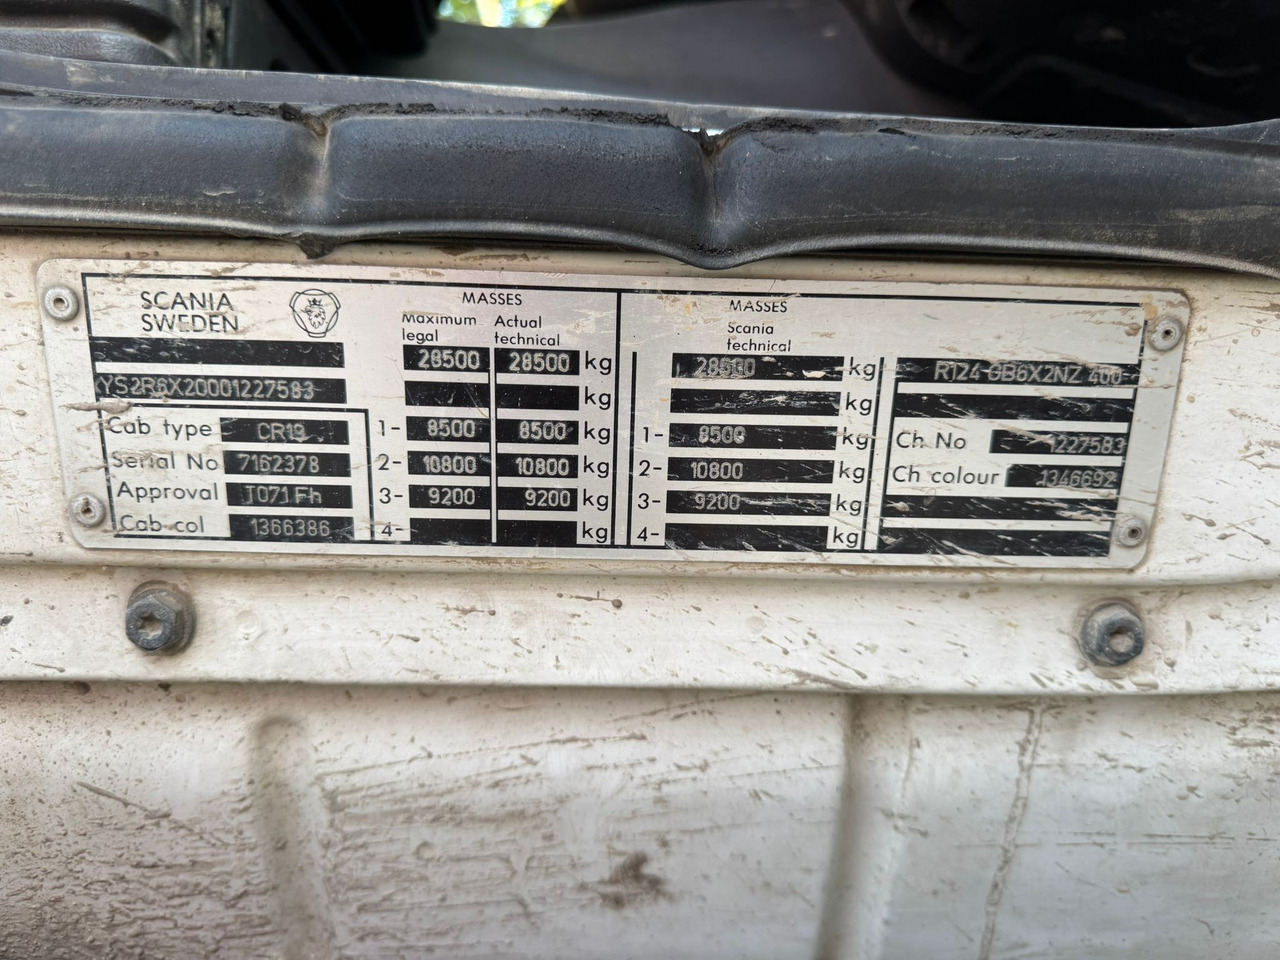 SCANIA
SWEDEN
YS2R6X20001227583
Cab type CR19
Serial No 7162378
Approval T071Fh
Cab col 1366386
MASSES
Maximum legal
Actual technical
28500 28500 kg
kg
1- 8500 8500 kg
2- 10800 10800 kg
3- 9200 9200 kg
4- kg
MASSES
Scania technical
28500 kg
kg
1- 8500 kg
2- 10800 kg
3- 9200 kg
4- kg
R124 GB6X2NZ 400
Ch. No 1227583
Ch colour 1346692